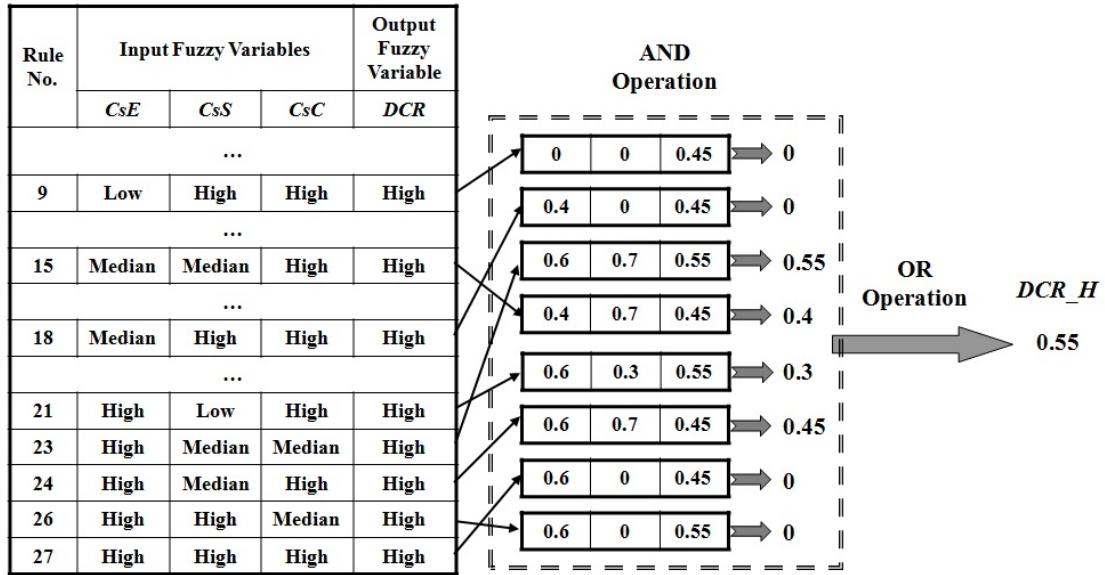 Rule No.
Input Fuzzy Variables
Output Fuzzy Variable
CsE CsS CsC DCR
...
9 Low High High High
...
15 Median Median High High
...
18 Median High High High
...
21 High Low High High
23 High Median Median High
24 High Median High High
26 High High Median High
27 High High High High
AND
Operation
0 0 0.45 0
0.4 0 0.45 0
0.6 0.7 0.55 0.55
0.4 0.7 0.45 0.4
0.6 0.3 0.55 0.3
0.6 0.7 0.45 0.45
0.6 0 0.45 0
0.6 0 0.55 0
OR
Operation
DCR_H
0.55